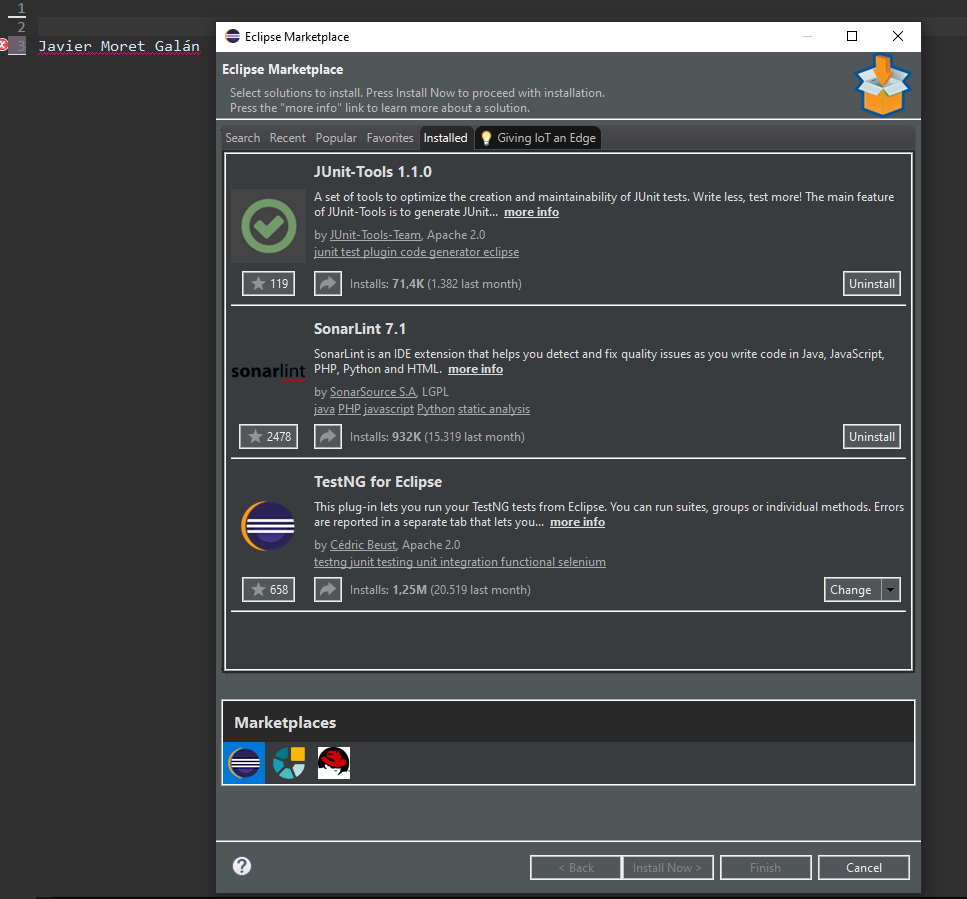 1
2
3 Javier Moret Galán
Eclipse Marketplace
Eclipse Marketplace
Select solutions to install. Press Install Now to proceed with installation.
Press the "more info" link to learn more about a solution.
Search Recent Popular Favorites Installed Giving IoT an Edge
JUnit-Tools 1.1.0
A set of tools to optimize the creation and maintainability of JUnit tests. Write less, test more! The main feature
of JUnit-Tools is to generate JUnit... more info
by JUnit-Tools-Team, Apache 2.0
junit test plugin code generator eclipse
119 Installs: 71,4K (1.382 last month) Uninstall
SonarLint 7.1
SonarLint is an IDE extension that helps you detect and fix quality issues as you write code in Java, JavaScript,
PHP, Python and HTML. more info
sonarlint
by SonarSource S.A, LGPL
java PHP javascript Python static analysis
2478 Installs: 932K (15.319 last month) Uninstall
TestNG for Eclipse
This plug-in lets you run your TestNG tests from Eclipse. You can run suites, groups or individual methods. Errors
are reported in a separate tab that lets you... more info
by Cédric Beust, Apache 2.0
testng junit testing unit integration functional selenium
658 Installs: 1,25M (20.519 last month) Change
Marketplaces
? < Back Install Now > Finish Cancel